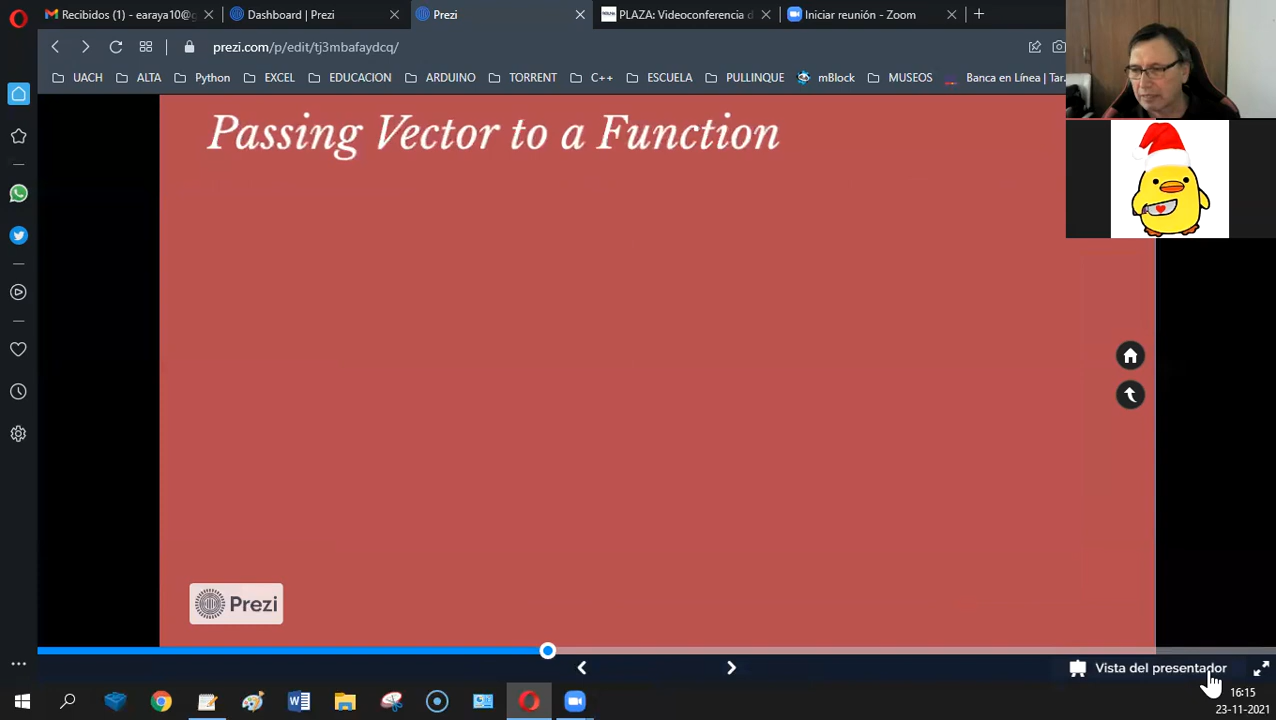 Recibidos (1) - earaya10@g
Dashboard | Prezi
Prezi
PLAZA: Videoconferencia d
Iniciar reunión - Zoom
prezi.com/p/edit/tj3mbafaydcq/
UACH
ALTA
Python
EXCEL
EDUCACION
ARDUINO
TORRENT
C++
ESCUELA
PULLINQUE
mBlock
MUSEOS
Banca en Línea | Tar.
Passing Vector to a Function
Prezi
Vista del presentador
16:15
23-11-2021